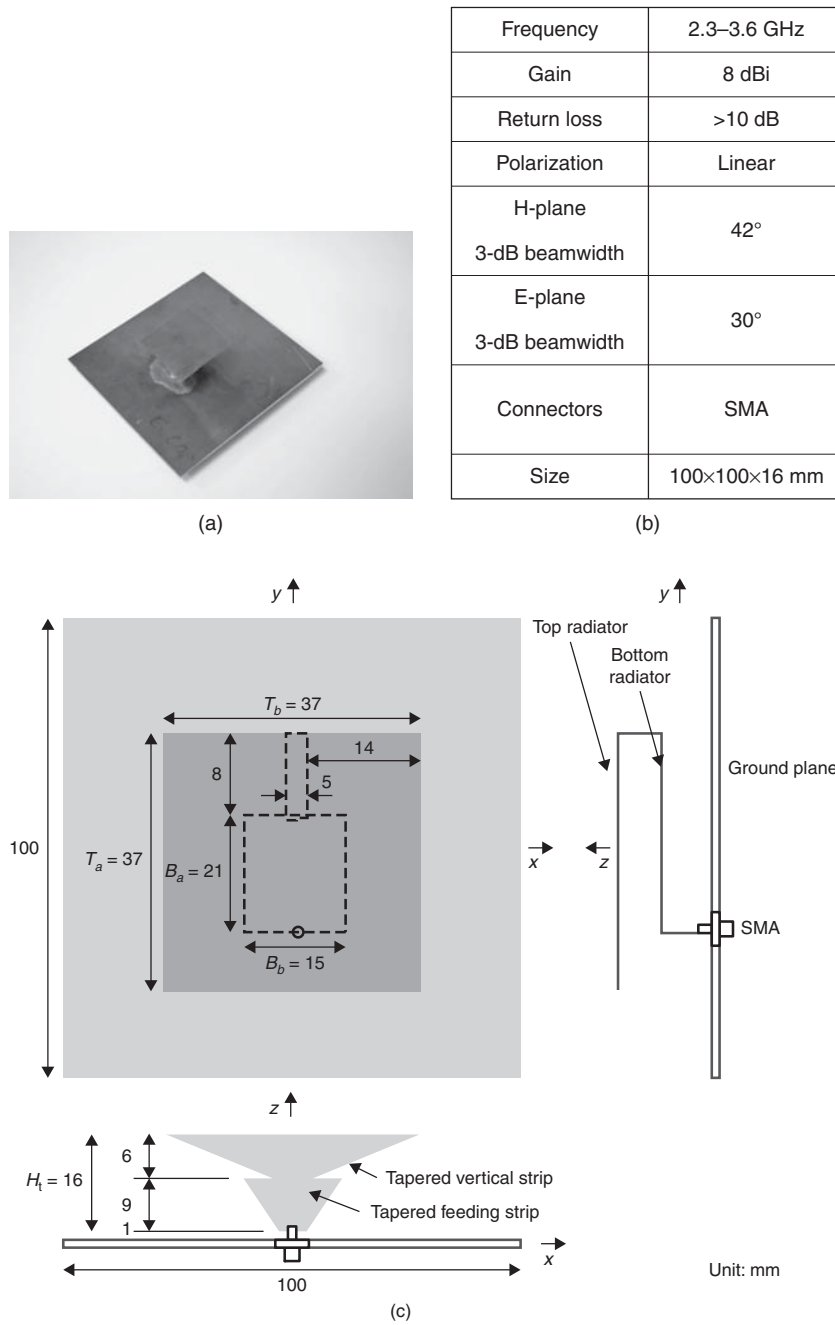 Frequency 2.3–3.6 GHz
Gain 8 dBi
Return loss >10 dB
Polarization Linear
H-plane
3-dB beamwidth
42°
E-plane
3-dB beamwidth
30°
Connectors SMA
Size 100×100×16 mm
(a)
(b)
y
y
Top radiator
Bottom
radiator
T_b = 37
14
8
5
Ground plane
100
T_a = 37
B_a = 21
x
z
SMA
B_b = 15
z
6
H_t = 16
9
1
Tapered vertical strip
Tapered feeding strip
x
100
Unit: mm
(c)